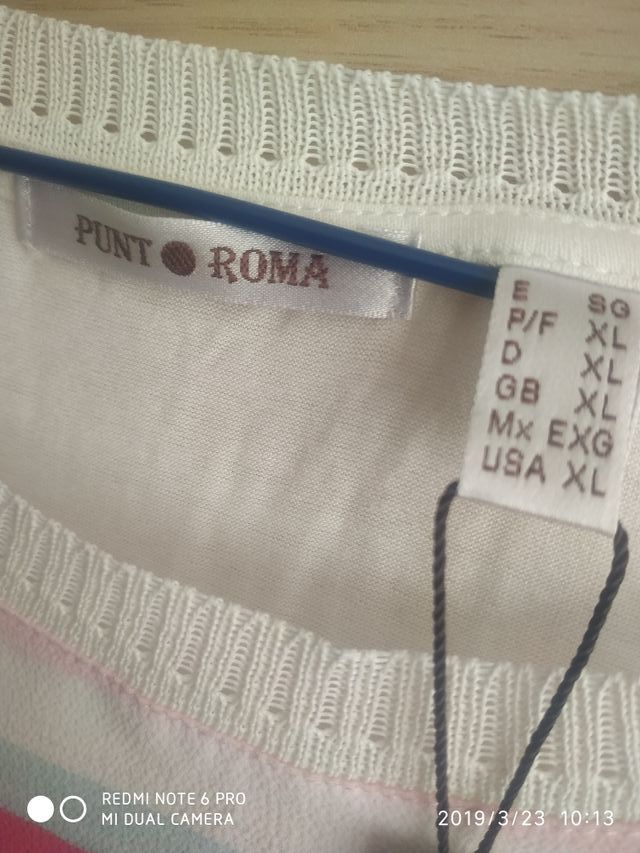 PUNT ROMA
E SG
P/F XL
D XL
GB XL
Mx EXG
USA XL
REDMI NOTE 6 PRO
MI DUAL CAMERA
2019/3/23 10:13